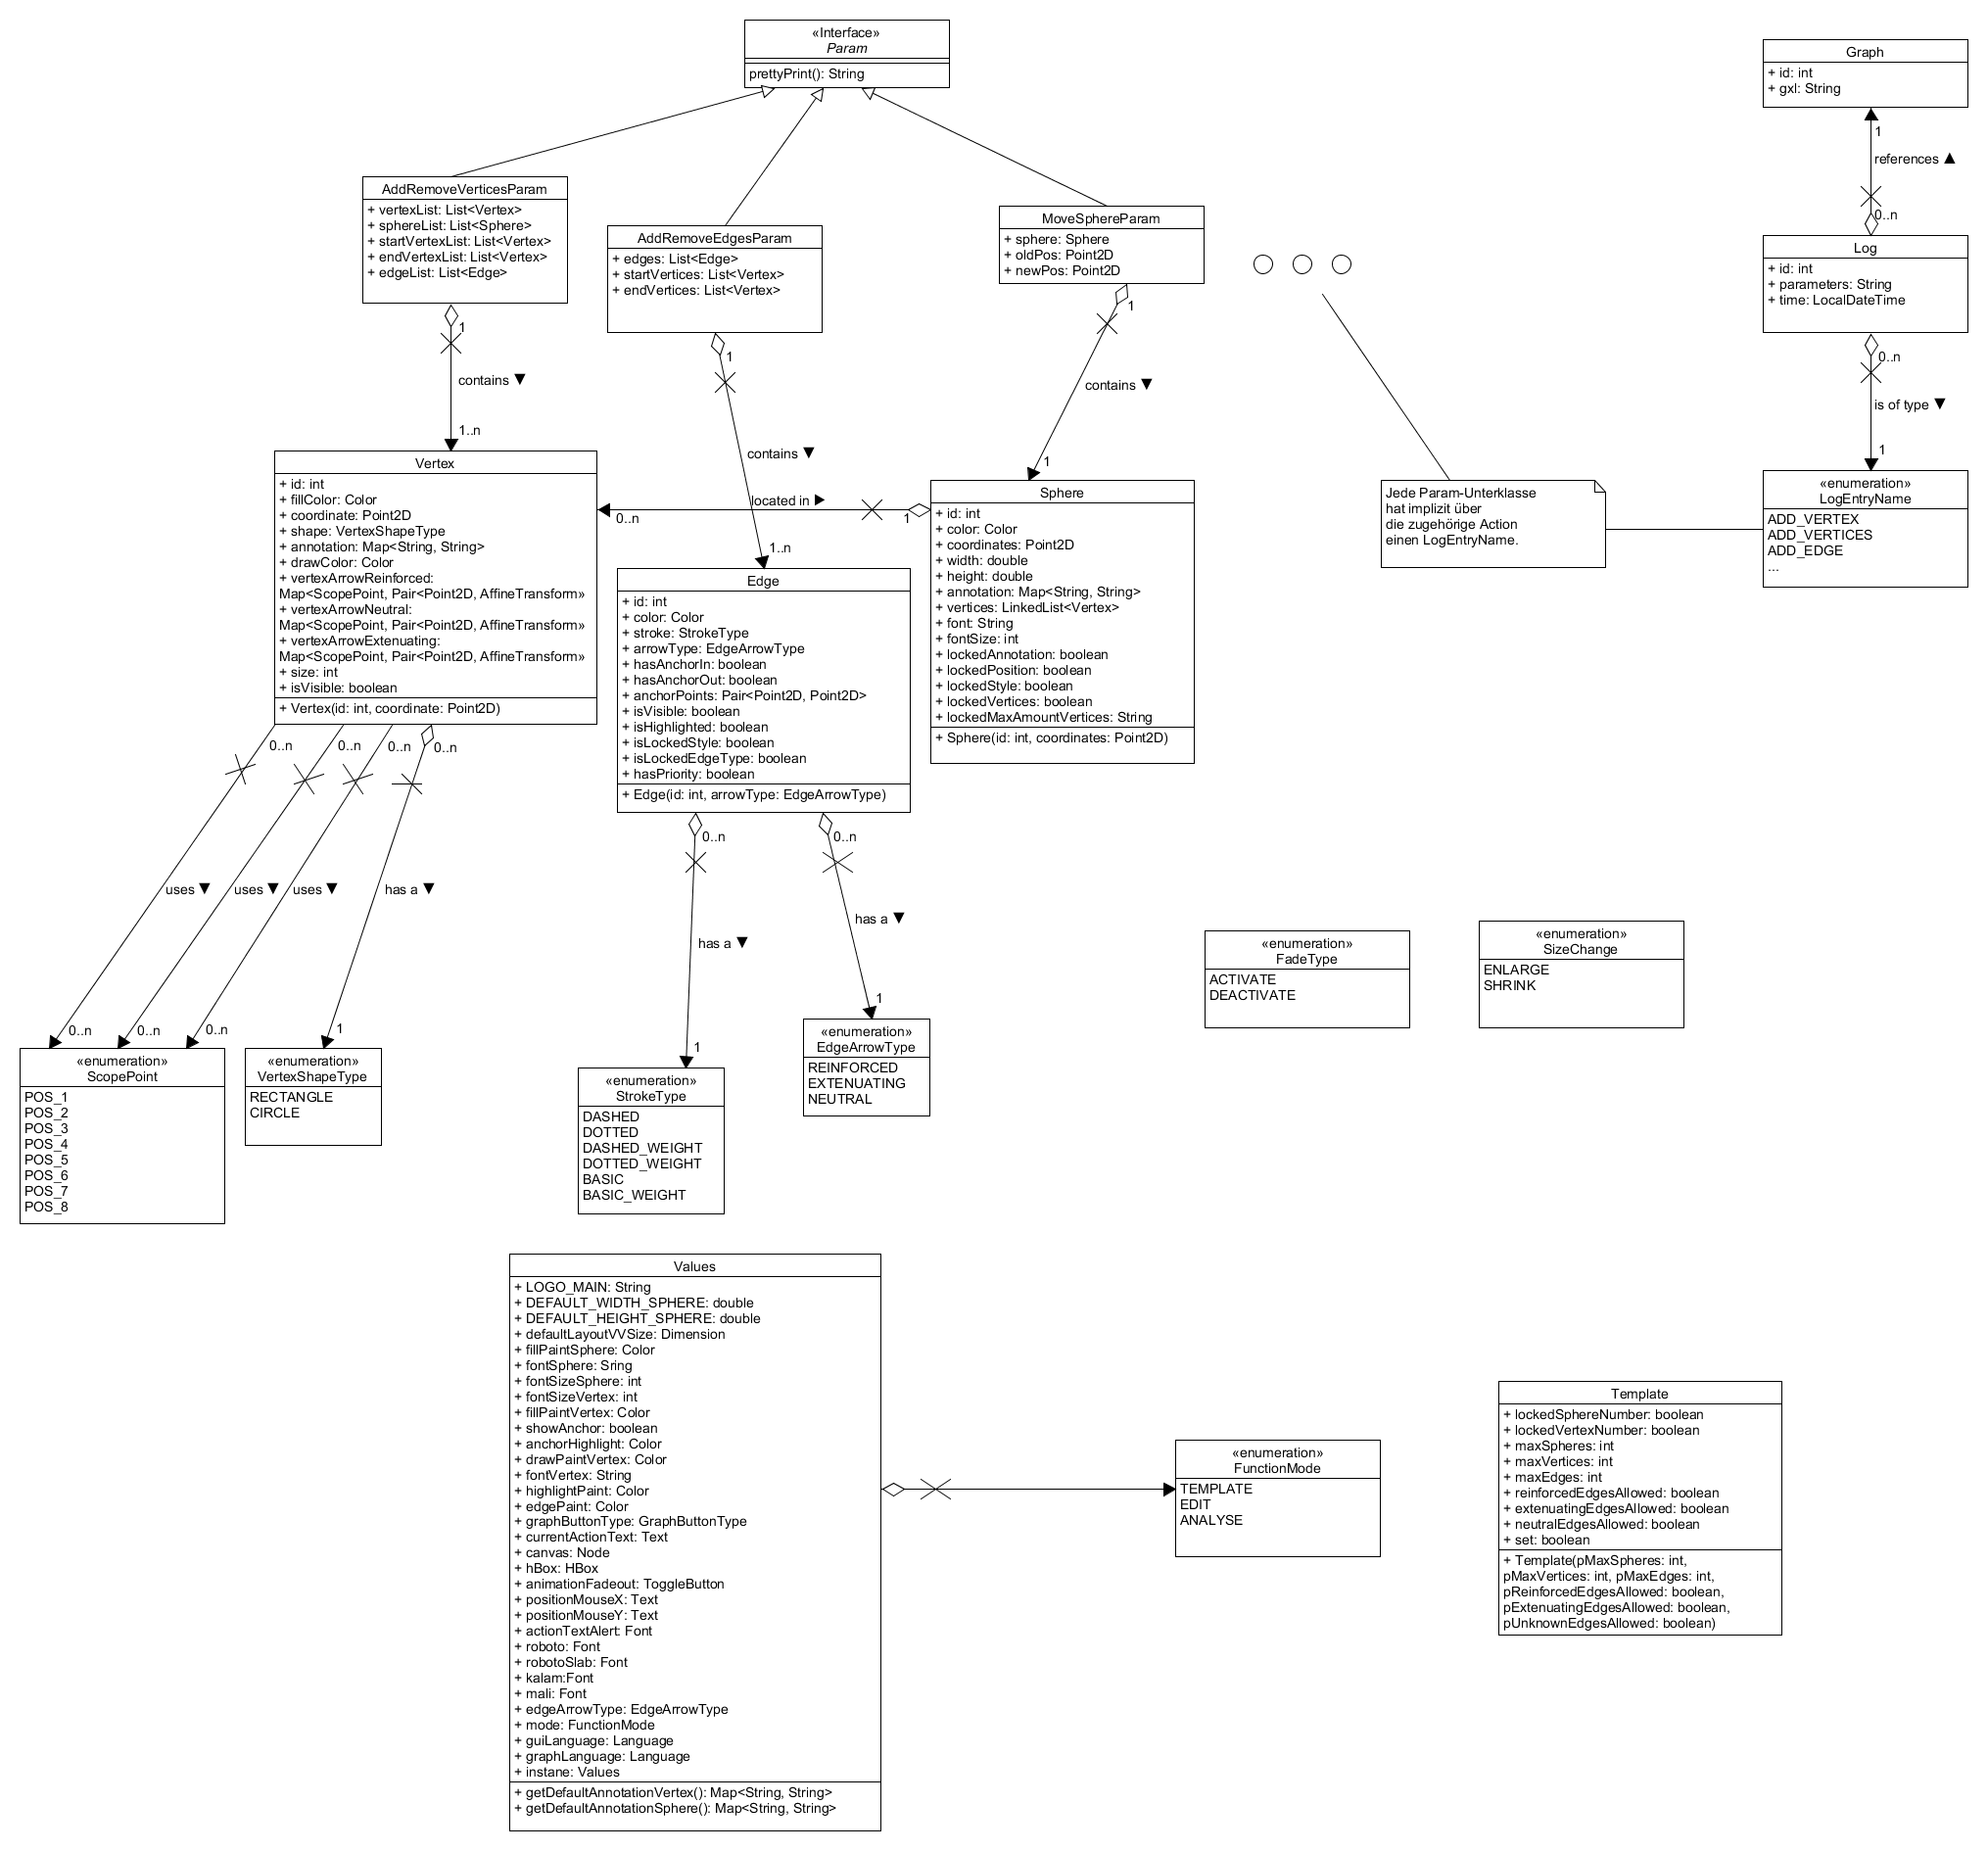 «Interface»
Param
prettyPrint(): String
Graph
+ id: int
+ gxl: String
1
references ▲
0..n
Log
+ id: int
+ parameters: String
+ time: LocalDateTime
0..n
is of type ▼
1
«enumeration»
LogEntryName
ADD_VERTEX
ADD_VERTICES
ADD_EDGE
...
AddRemoveVerticesParam
+ vertexList: List<Vertex>
+ sphereList: List<Sphere>
+ startVertexList: List<Vertex>
+ endVertexList: List<Vertex>
+ edgeList: List<Edge>
1
contains ▼
1..n
AddRemoveEdgesParam
+ edges: List<Edge>
+ startVertices: List<Vertex>
+ endVertices: List<Vertex>
1
contains ▼
1..n
MoveSphereParam
+ sphere: Sphere
+ oldPos: Point2D
+ newPos: Point2D
1
contains ▼
1
Jede Param-Unterklasse
hat implizit über
die zugehörige Action
einen LogEntryName.
Vertex
+ id: int
+ fillColor: Color
+ coordinate: Point2D
+ shape: VertexShapeType
+ annotation: Map<String, String>
+ drawColor: Color
+ vertexArrowReinforced:
Map<ScopePoint, Pair<Point2D, AffineTransform»
+ vertexArrowNeutral:
Map<ScopePoint, Pair<Point2D, AffineTransform»
+ vertexArrowExtenuating:
Map<ScopePoint, Pair<Point2D, AffineTransform»
+ size: int
+ isVisible: boolean
+ Vertex(id: int, coordinate: Point2D)
located in ▶
0..n
1
Edge
+ id: int
+ color: Color
+ stroke: StrokeType
+ arrowType: EdgeArrowType
+ hasAnchorIn: boolean
+ hasAnchorOut: boolean
+ anchorPoints: Pair<Point2D, Point2D>
+ isVisible: boolean
+ isHighlighted: boolean
+ isLockedStyle: boolean
+ isLockedEdgeType: boolean
+ hasPriority: boolean
+ Edge(id: int, arrowType: EdgeArrowType)
Sphere
+ id: int
+ color: Color
+ coordinates: Point2D
+ width: double
+ height: double
+ annotation: Map<String, String>
+ vertices: LinkedList<Vertex>
+ font: String
+ fontSize: int
+ lockedAnnotation: boolean
+ lockedPosition: boolean
+ lockedStyle: boolean
+ lockedVertices: boolean
+ lockedMaxAmountVertices: String
+ Sphere(id: int, coordinates: Point2D)
0..n
0..n
0..n
0..n
uses ▼
uses ▼
uses ▼
has a ▼
0..n
0..n
0..n
1
0..n
has a ▼
1
0..n
has a ▼
1
«enumeration»
ScopePoint
POS_1
POS_2
POS_3
POS_4
POS_5
POS_6
POS_7
POS_8
«enumeration»
VertexShapeType
RECTANGLE
CIRCLE
«enumeration»
StrokeType
DASHED
DOTTED
DASHED_WEIGHT
DOTTED_WEIGHT
BASIC
BASIC_WEIGHT
«enumeration»
EdgeArrowType
REINFORCED
EXTENUATING
NEUTRAL
«enumeration»
FadeType
ACTIVATE
DEACTIVATE
«enumeration»
SizeChange
ENLARGE
SHRINK
Values
+ LOGO_MAIN: String
+ DEFAULT_WIDTH_SPHERE: double
+ DEFAULT_HEIGHT_SPHERE: double
+ defaultLayoutVVSize: Dimension
+ fillPaintSphere: Color
+ fontSphere: Sring
+ fontSizeSphere: int
+ fontSizeVertex: int
+ fillPaintVertex: Color
+ showAnchor: boolean
+ anchorHighlight: Color
+ drawPaintVertex: Color
+ fontVertex: String
+ highlightPaint: Color
+ edgePaint: Color
+ graphButtonType: GraphButtonType
+ currentActionText: Text
+ canvas: Node
+ hBox: HBox
+ animationFadeout: ToggleButton
+ positionMouseX: Text
+ positionMouseY: Text
+ actionTextAlert: Font
+ roboto: Font
+ robotoSlab: Font
+ kalam:Font
+ mali: Font
+ edgeArrowType: EdgeArrowType
+ mode: FunctionMode
+ guiLanguage: Language
+ graphLanguage: Language
+ instane: Values
+ getDefaultAnnotationVertex(): Map<String, String>
+ getDefaultAnnotationSphere(): Map<String, String>
«enumeration»
FunctionMode
TEMPLATE
EDIT
ANALYSE
Template
+ lockedSphereNumber: boolean
+ lockedVertexNumber: boolean
+ maxSpheres: int
+ maxVertices: int
+ maxEdges: int
+ reinforcedEdgesAllowed: boolean
+ extenuatingEdgesAllowed: boolean
+ neutralEdgesAllowed: boolean
+ set: boolean
+ Template(pMaxSpheres: int,
pMaxVertices: int, pMaxEdges: int,
pReinforcedEdgesAllowed: boolean,
pExtenuatingEdgesAllowed: boolean,
pUnknownEdgesAllowed: boolean)